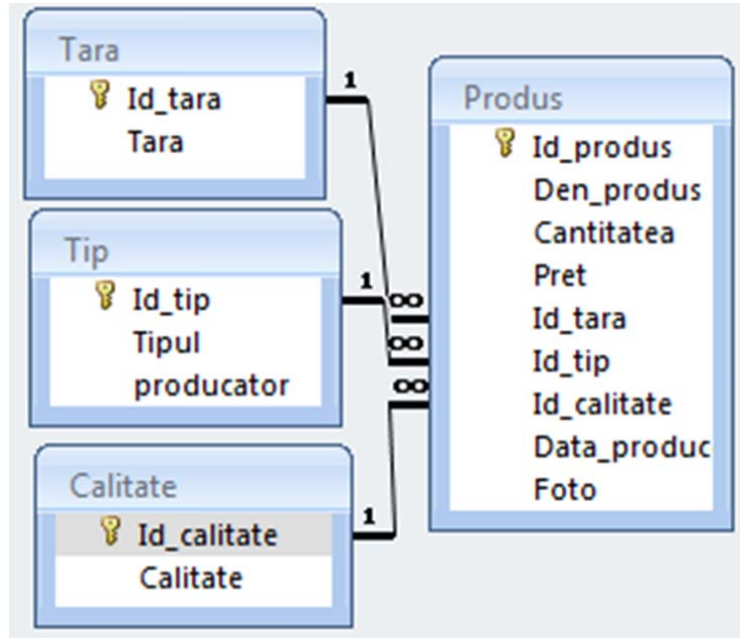 Tara
Id_tara
Tara
1
Tip
Id_tip
Tipul
producator
1
Calitate
Id_calitate
Calitate
1
∞
∞
∞
Produs
Id_produs
Den_produs
Cantitatea
Pret
Id_tara
Id_tip
Id_calitate
Data_produc
Foto